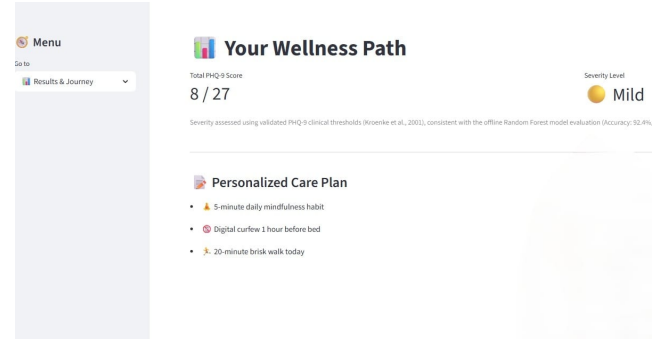 Menu
Go to
Results & Journey
Your Wellness Path
Total PHQ-9 Score
8 / 27
Severity Level
Mild
Severity assessed using validated PHQ-9 clinical thresholds (Kroenke et al., 2001), consistent with the offline Random Forest model evaluation (Accuracy: 92.4%,
Personalized Care Plan
5-minute daily mindfulness habit
Digital curfew 1 hour before bed
20-minute brisk walk today